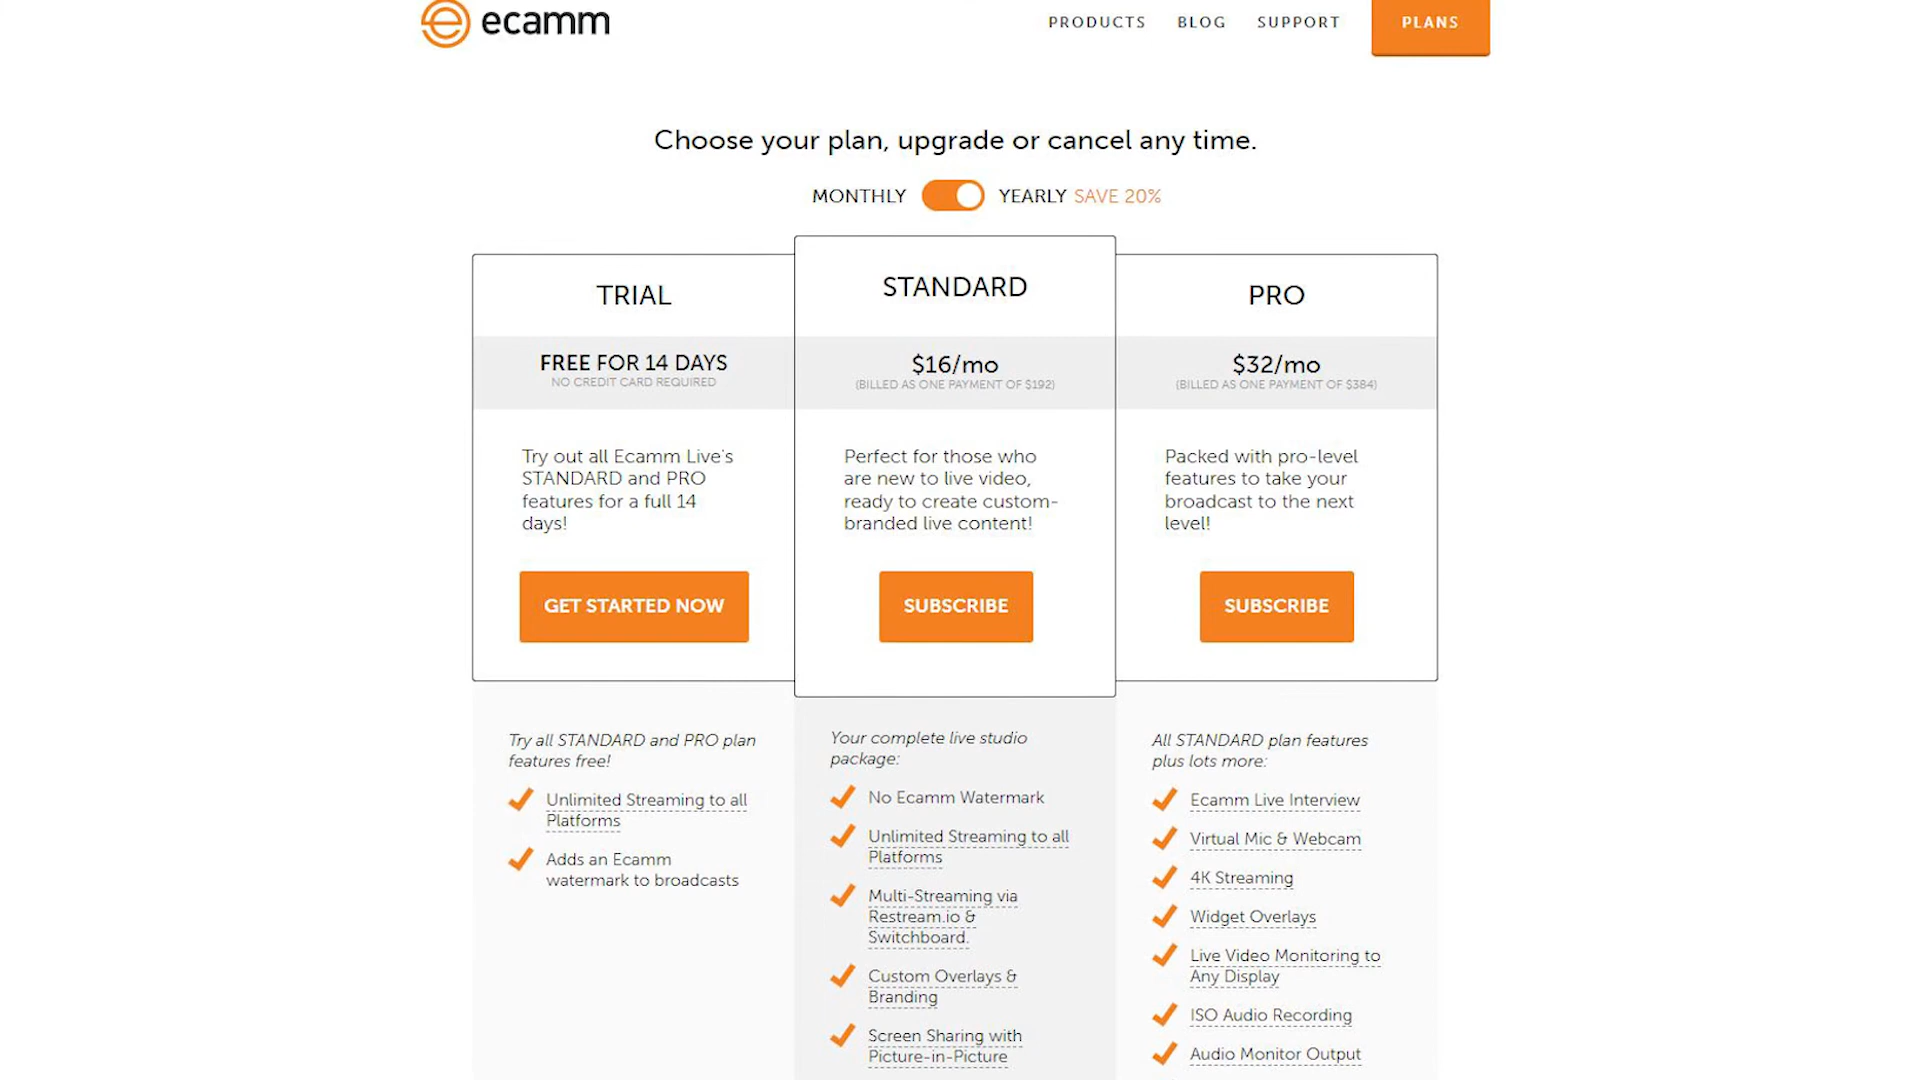 ecamm
PRODUCTS BLOG SUPPORT PLANS
Choose your plan, upgrade or cancel any time.
MONTHLY YEARLY SAVE 20%
TRIAL
FREE FOR 14 DAYS
NO CREDIT CARD REQUIRED
Try out all Ecamm Live's
STANDARD and PRO
features for a full 14
days!
GET STARTED NOW
Try all STANDARD and PRO plan
features free!
Unlimited Streaming to all
Platforms
Adds an Ecamm
watermark to broadcasts
STANDARD
$16/mo
(BILLED AS ONE PAYMENT OF $192)
Perfect for those who
are new to live video,
ready to create custom-
branded live content!
SUBSCRIBE
Your complete live studio
package:
No Ecamm Watermark
Unlimited Streaming to all
Platforms
Multi-Streaming via
Restream.io &
Switchboard.
Custom Overlays &
Branding
Screen Sharing with
Picture-in-Picture
PRO
$32/mo
(BILLED AS ONE PAYMENT OF $384)
Packed with pro-level
features to take your
broadcast to the next
level!
SUBSCRIBE
All STANDARD plan features
plus lots more:
Ecamm Live Interview
Virtual Mic & Webcam
4K Streaming
Widget Overlays
Live Video Monitoring to
Any Display
ISO Audio Recording
Audio Monitor Output